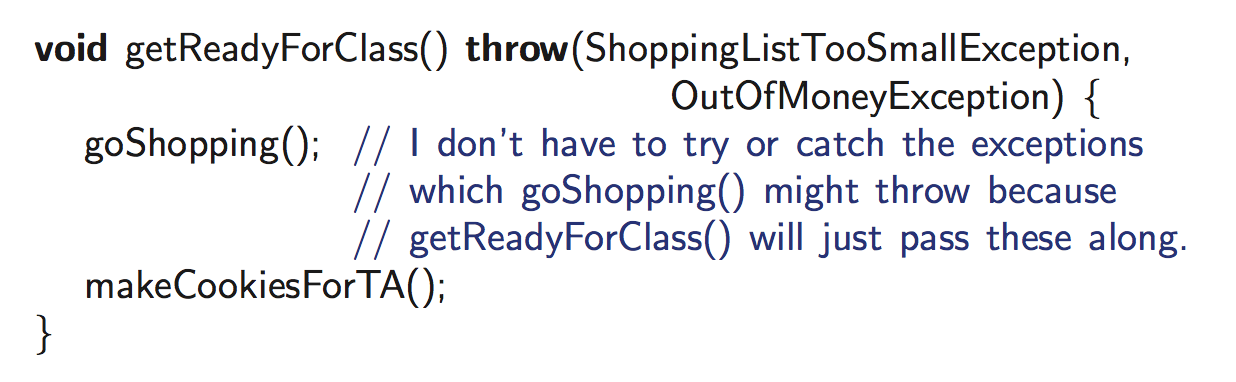 void getReadyForClass() throw(ShoppingListTooSmallException,
OutOfMoneyException) {
goShopping(); // I don't have to try or catch the exceptions
// which goShopping() might throw because
// getReadyForClass() will just pass these along.
makeCookiesForTA();
}